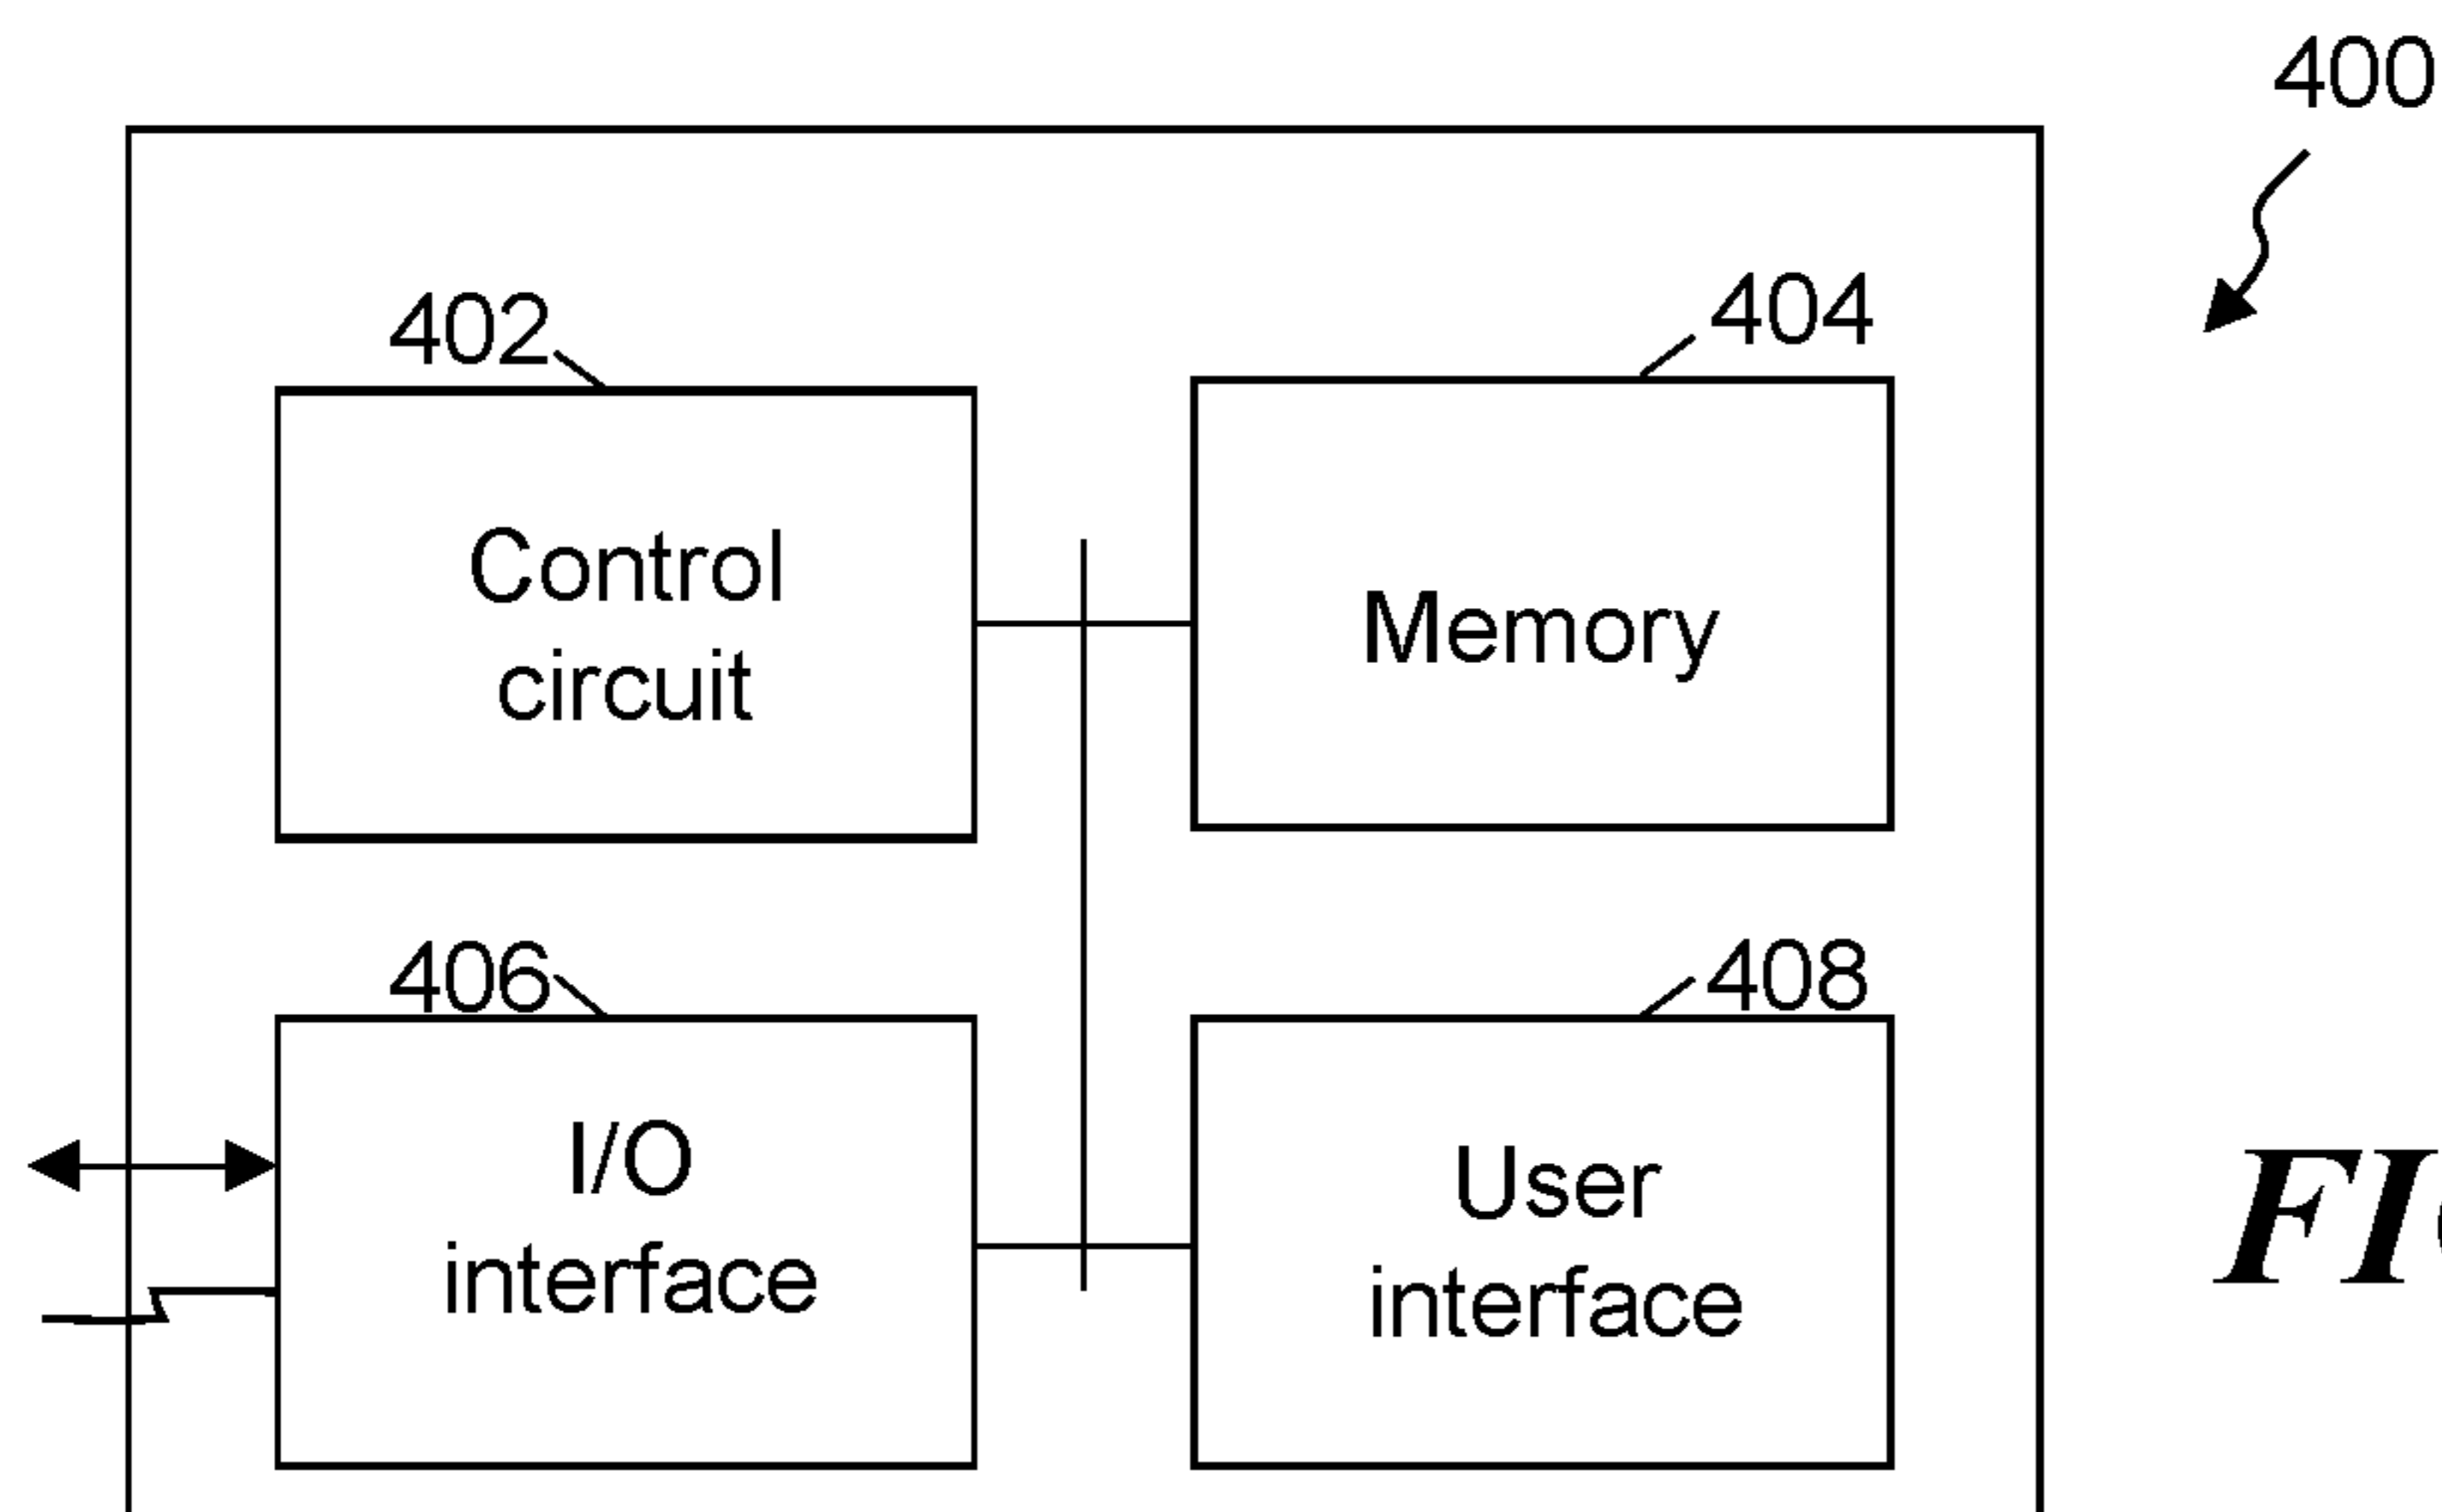 400
402
404
Control
circuit
Memory
406
408
I/O
interface
User
interface